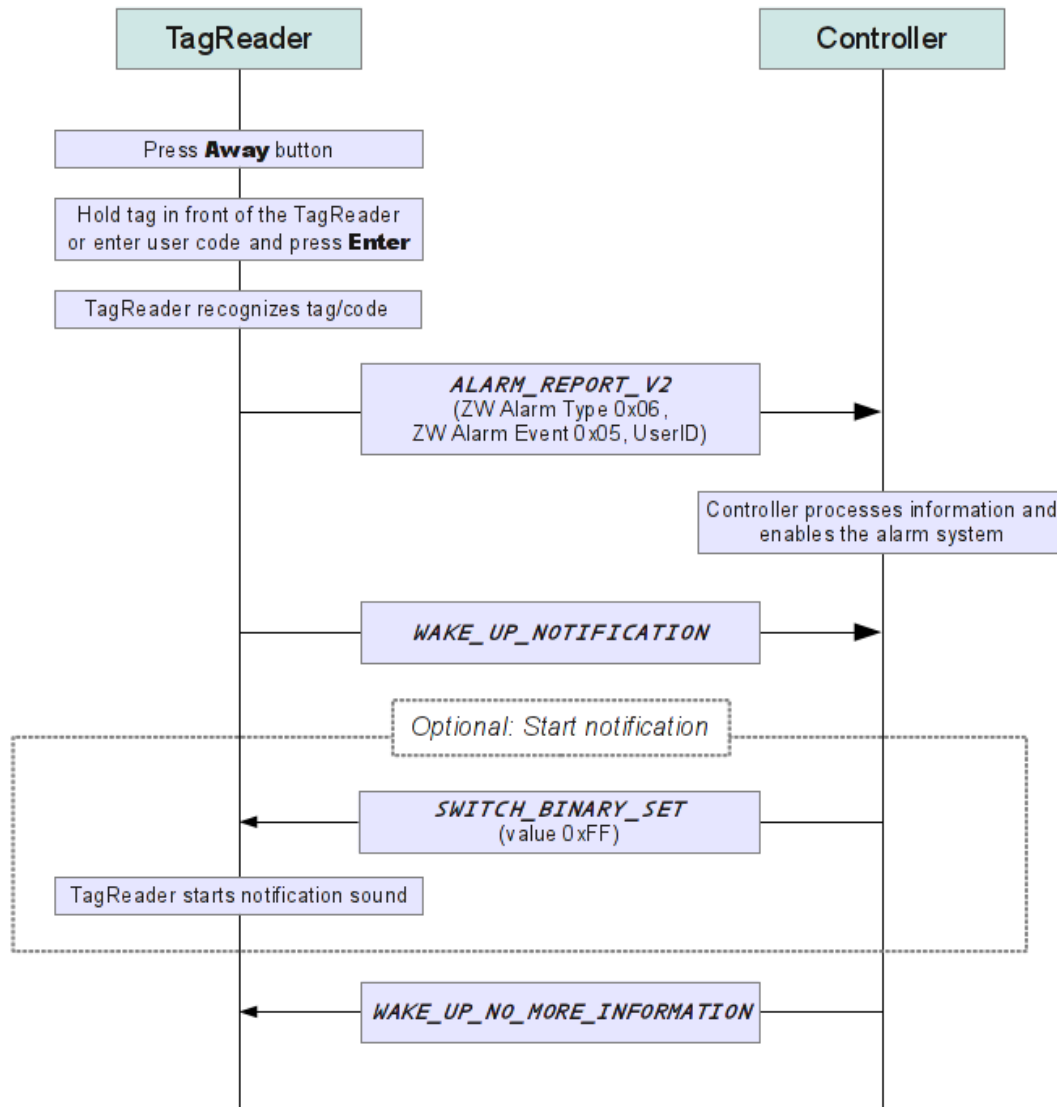 TagReader
Controller
Press Away button
Hold tag in front of the TagReader
or enter user code and press Enter
TagReader recognizes tag/code
ALARM_REPORT_V2
(ZW Alarm Type 0x06,
ZW Alarm Event 0x05, UserID)
Controller processes information and
enables the alarm system
WAKE_UP_NOTIFICATION
Optional: Start notification
SWITCH_BINARY_SET
(value 0xFF)
TagReader starts notification sound
WAKE_UP_NO_MORE_INFORMATION